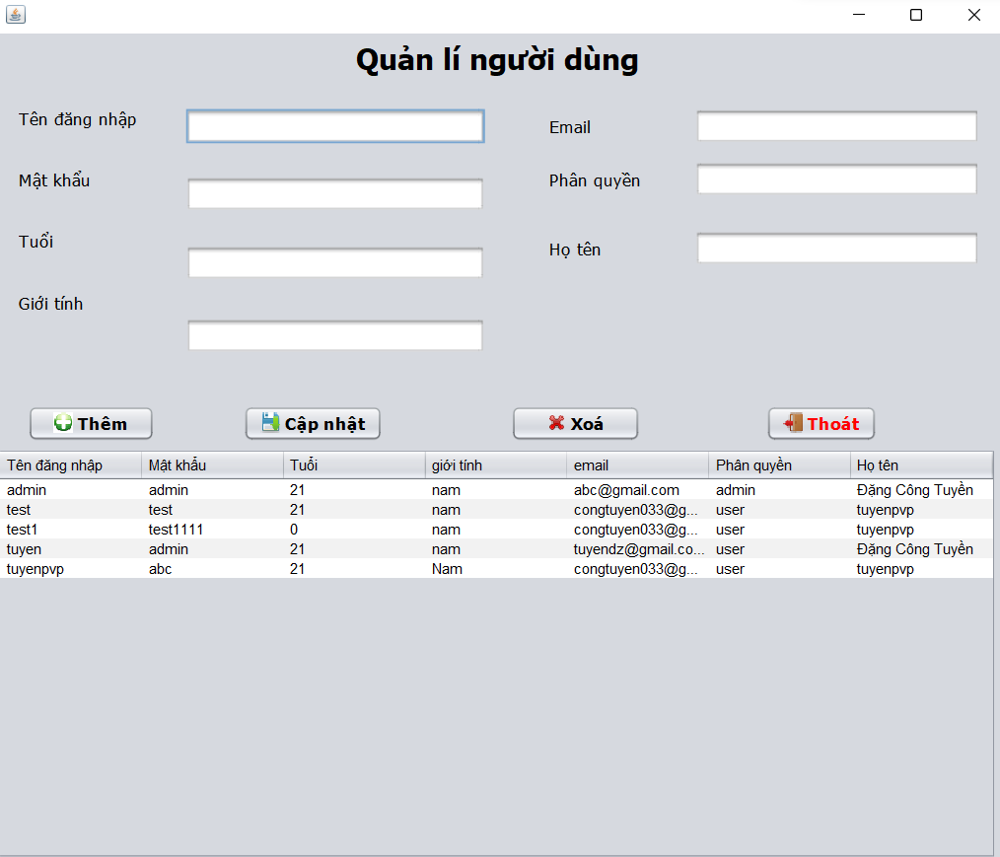 Quản lí người dùng
Tên đăng nhập
Email
Mật khẩu
Phân quyền
Tuổi
Họ tên
Giới tính
Thêm Cập nhật Xoá Thoát
Tên đăng nhập Mật khẩu Tuổi giới tính email Phân quyền Họ tên
admin admin 21 nam abc@gmail.com admin Đặng Công Tuyền
test test 21 nam congtuyen033@g... user tuyenpvp
test1 test1111 0 nam congtuyen033@g... user tuyenpvp
tuyen admin 21 nam tuyendz@gmail.co... user Đặng Công Tuyền
tuyenpvp abc 21 Nam congtuyen033@g... user tuyenpvp